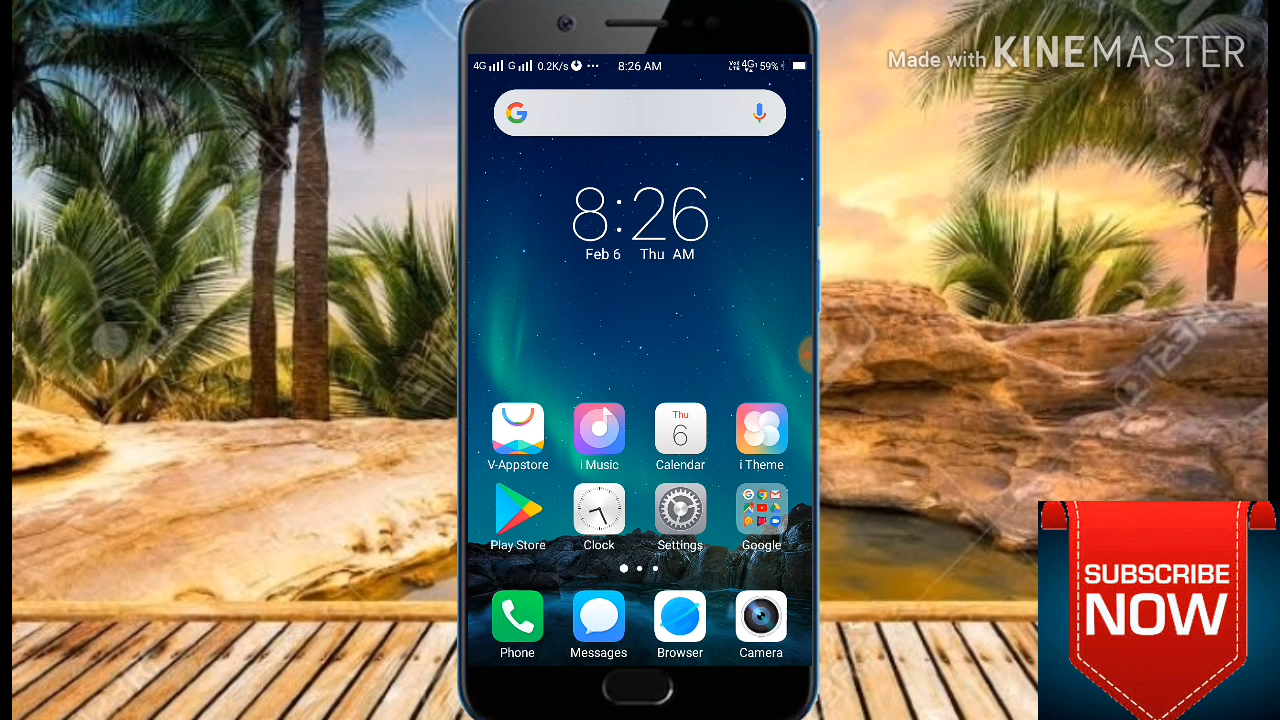 Made with KINEMASTER
4G G 0.2K/s ... 8:26 AM VoLTE 4G+ 59%
8:26
Feb 6 Thu AM
Thu
6
V-Appstore i Music Calendar i Theme
Play Store Clock Settings Google
Phone Messages Browser Camera
SUBSCRIBE
NOW